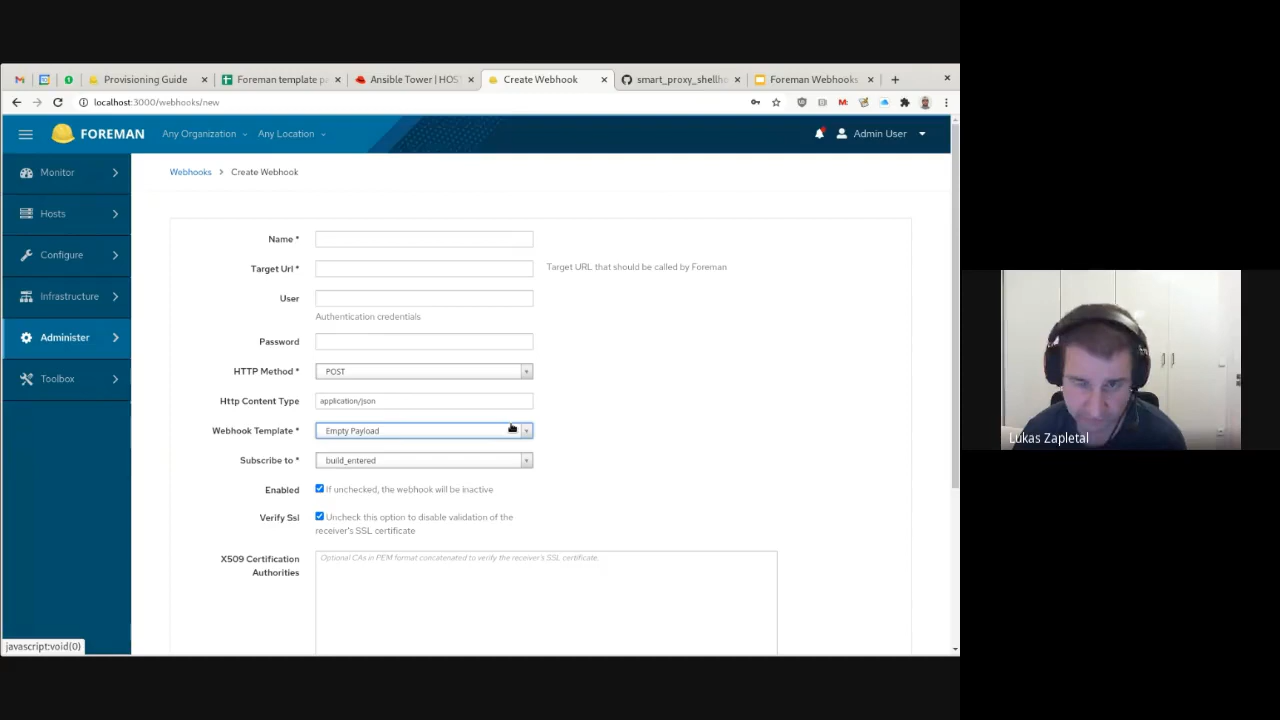 Provisioning Guide
Foreman template pa
Ansible Tower | HOS
Create Webhook
smart_proxy_shellh
Foreman Webhooks
localhost:3000/webhooks/new
FOREMAN
Any Organization
Any Location
Admin User
Monitor
Hosts
Configure
Infrastructure
Administer
Toolbox
Webhooks > Create Webhook
Name *
Target Url *
Target URL that should be called by Foreman
User
Authentication credentials
Password
HTTP Method *
POST
Http Content Type
application/json
Webhook Template *
Empty Payload
Subscribe to *
build_entered
Enabled
If unchecked, the webhook will be inactive
Verify Ssl
Uncheck this option to disable validation of the
receiver's SSL certificate
X509 Certification
Authorities
Optional CAs in PEM format concatenated to verify the receiver's SSL certificate.
javascript:void(0)
Lukas Zapletal